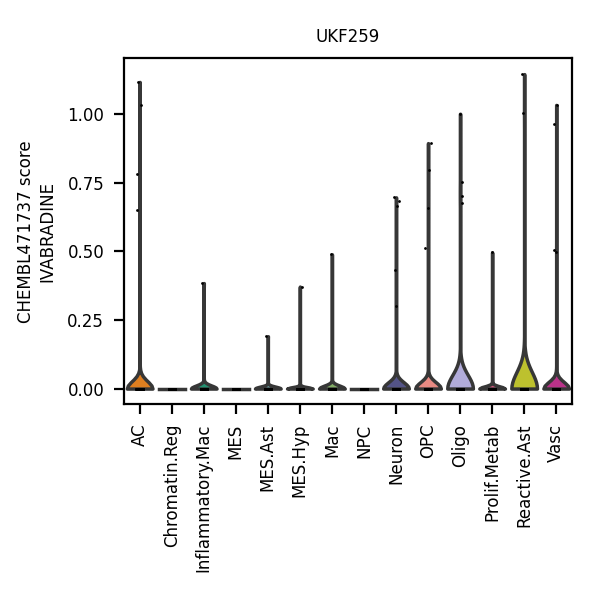 UKF259
CHEMBL471737 score
IVABRADINE
1.00
0.75
0.50
0.25
0.00
AC
Chromatin.Reg
Inflammatory.Mac
MES
MES.Ast
MES.Hyp
Mac
NPC
Neuron
OPC
Oligo
Prolif.Metab
Reactive.Ast
Vasc